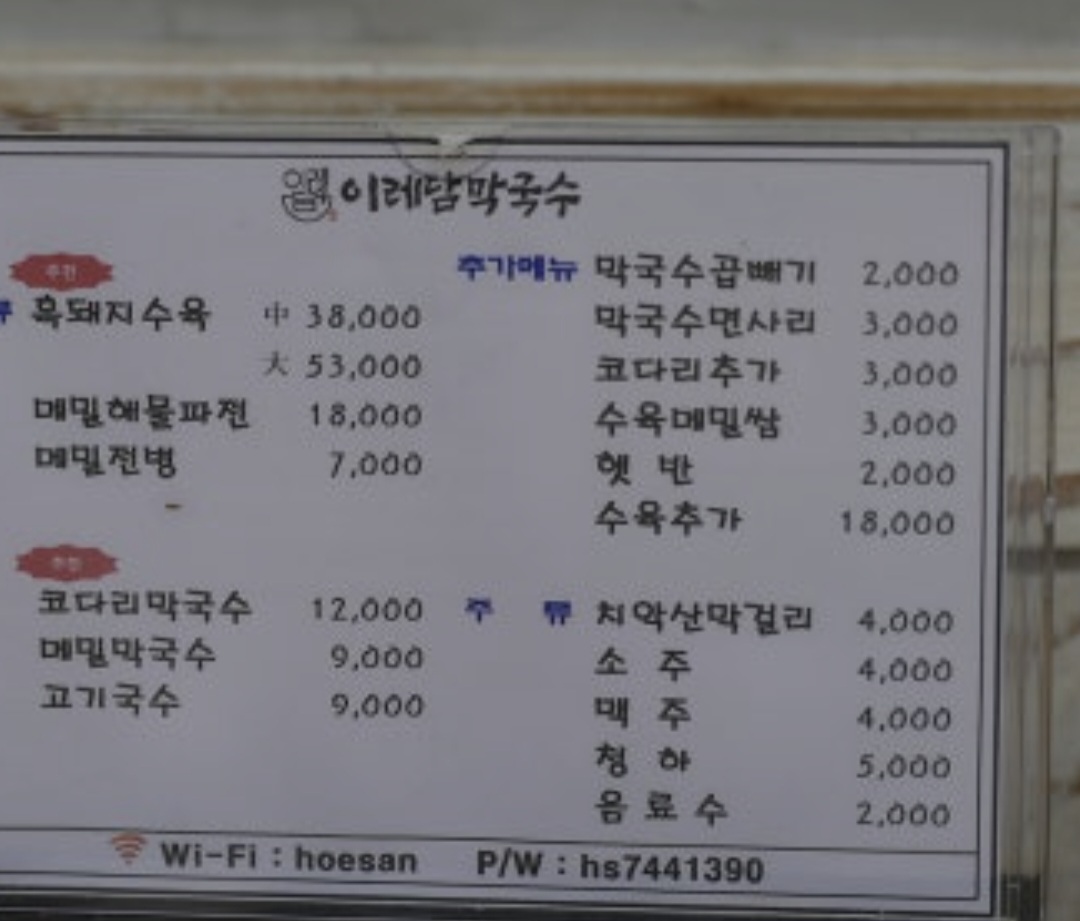 이레담막국수
추천
류 흑돼지수육 中 38,000
大 53,000
메밀해물파전 18,000
메밀전병 7,000
추천
코다리막국수 12,000
메밀막국수 9,000
고기국수 9,000
추가메뉴 막국수곱빼기 2,000
막국수면사리 3,000
코다리추가 3,000
수육메밀쌈 3,000
햇 반 2,000
수육추가 18,000
주 류 치악산막걸리 4,000
소 주 4,000
맥 주 4,000
청 하 5,000
음 료 수 2,000
Wi-Fi : hoesan P/W : hs7441390